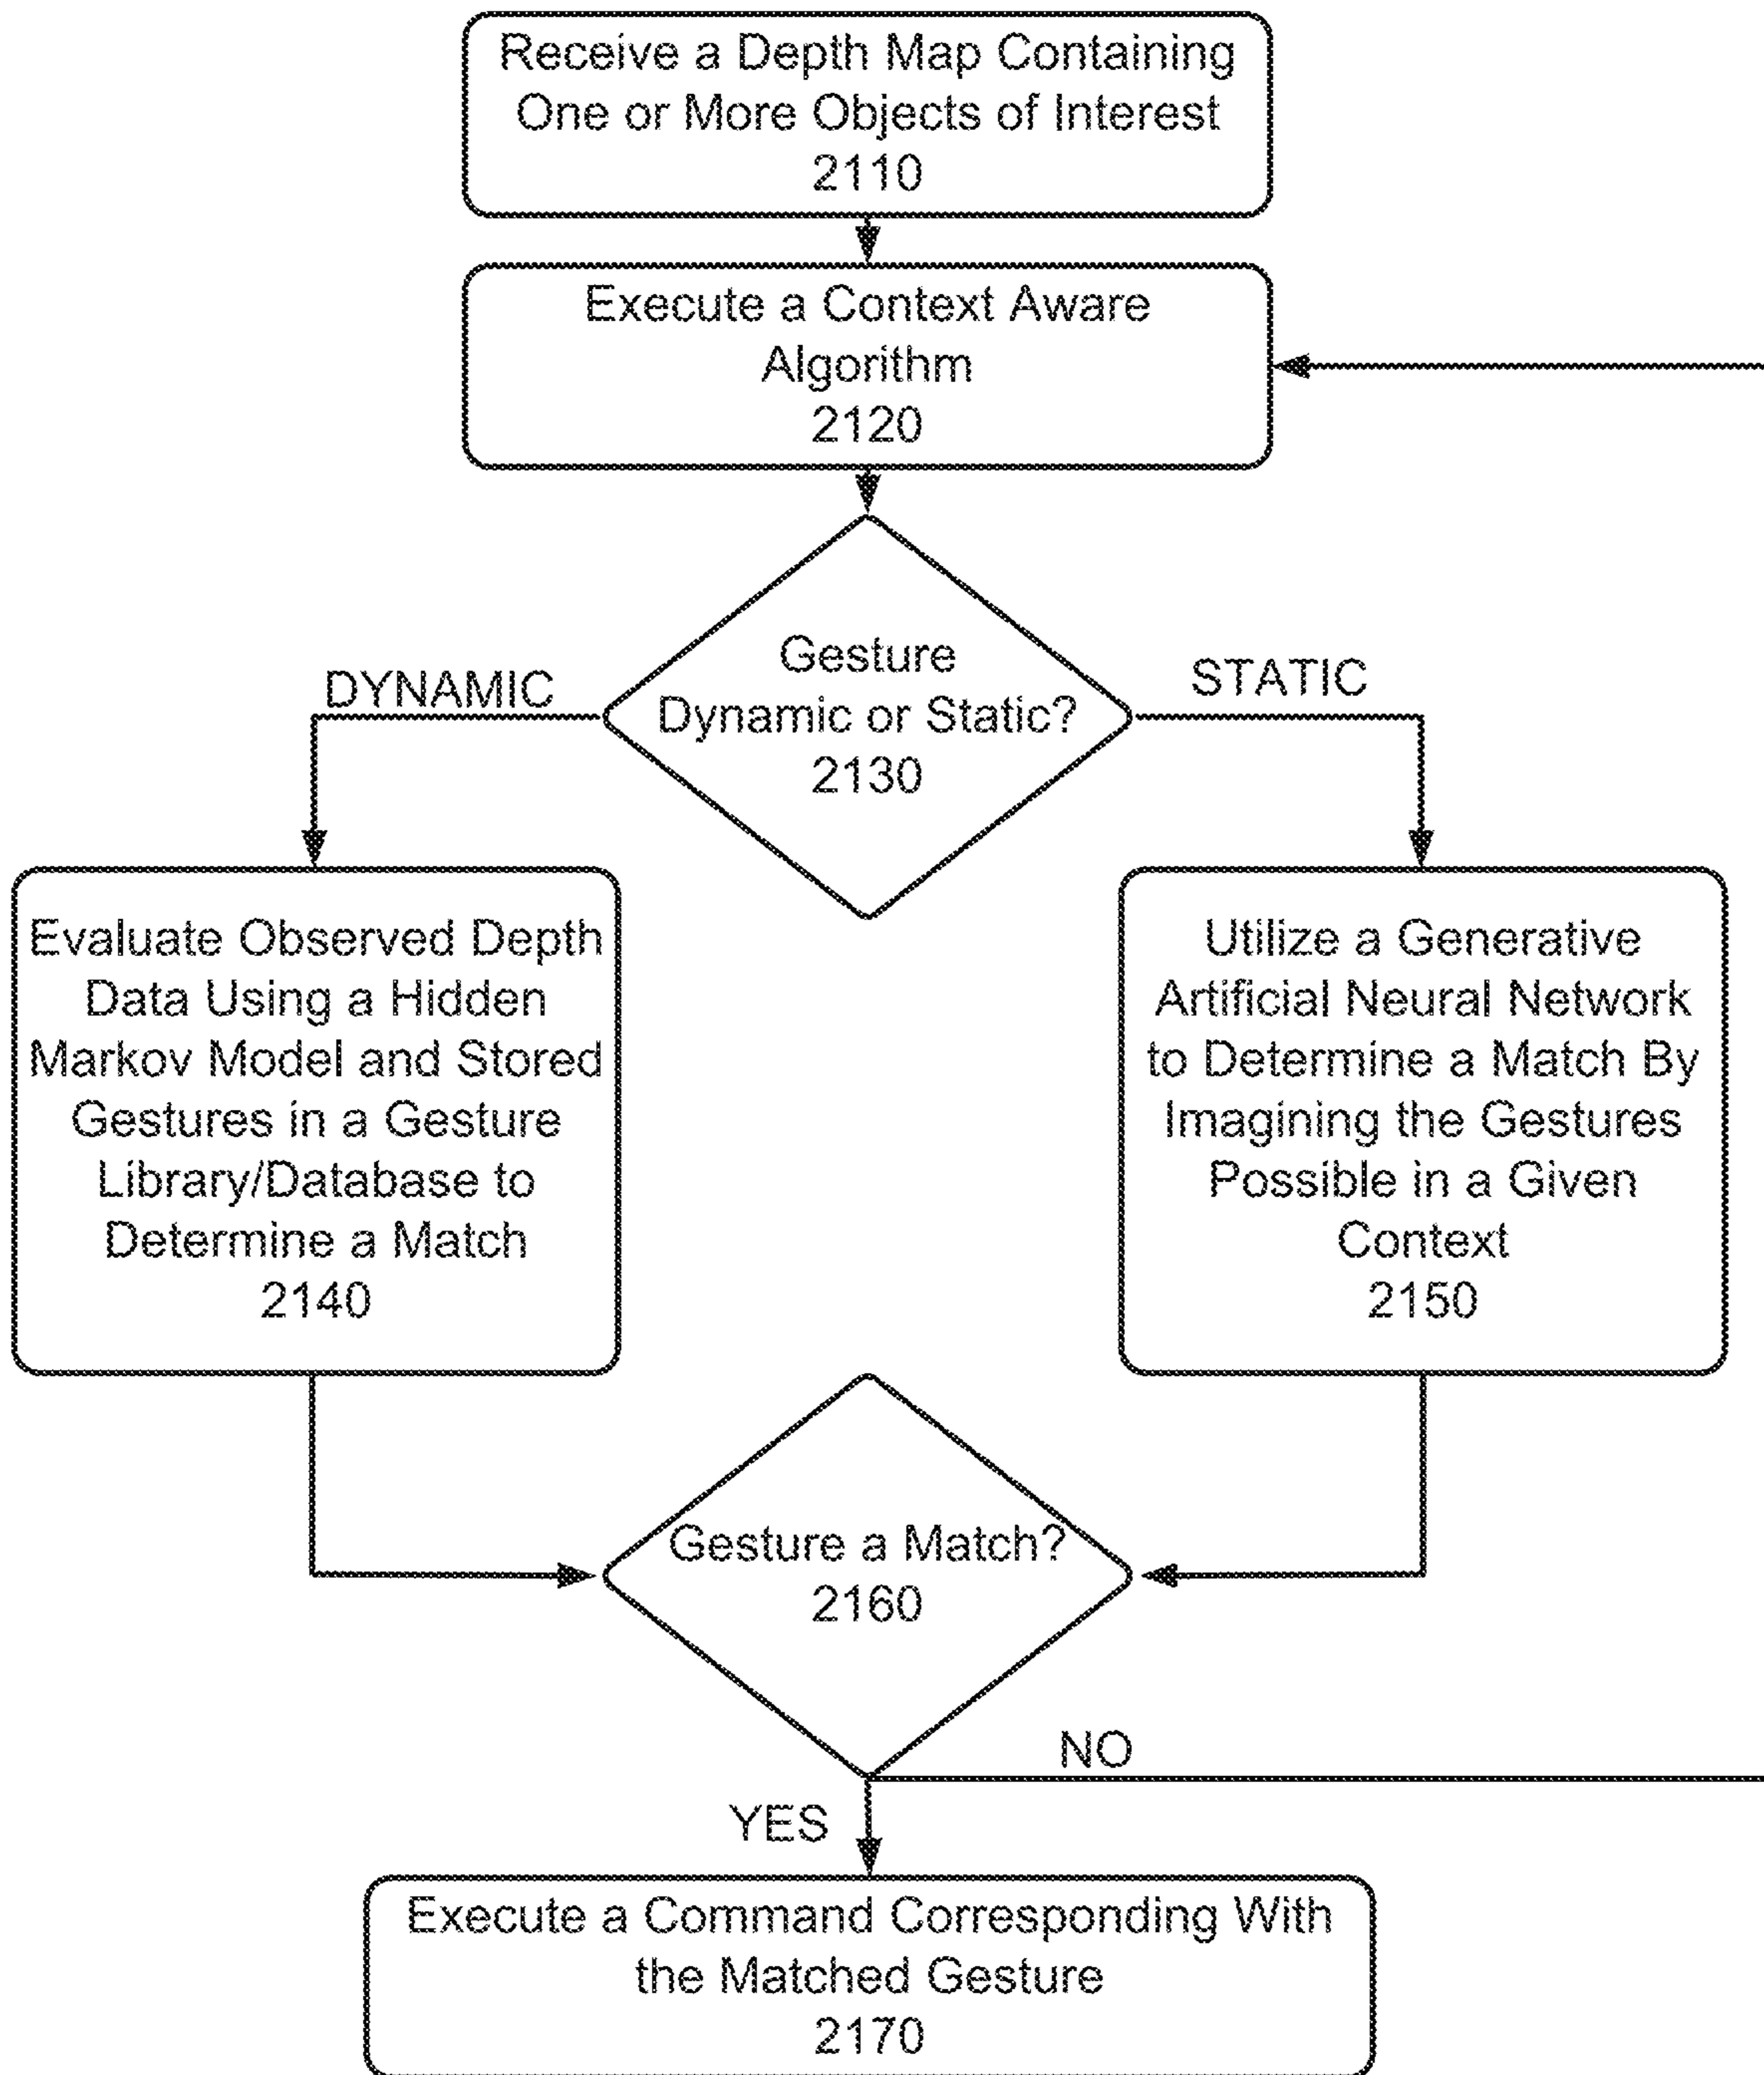 Receive a Depth Map Containing
One or More Objects of Interest
2110
Execute a Context Aware
Algorithm
2120
Gesture
Dynamic or Static?
2130
DYNAMIC
STATIC
Evaluate Observed Depth
Data Using a Hidden
Markov Model and Stored
Gestures in a Gesture
Library/Database to
Determine a Match
2140
Utilize a Generative
Artificial Neural Network
to Determine a Match By
Imagining the Gestures
Possible in a Given
Context
2150
Gesture a Match?
2160
NO
YES
Execute a Command Corresponding With
the Matched Gesture
2170